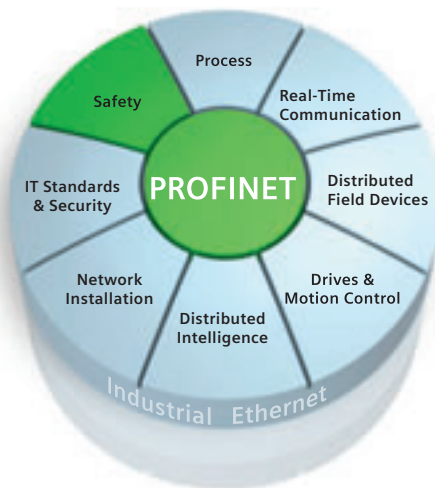 Process
Safety
Real-Time
Communication
IT Standards
& Security
PROFINET
Distributed
Field Devices
Network
Installation
Drives &
Motion Control
Distributed
Intelligence
Industrial Ethernet